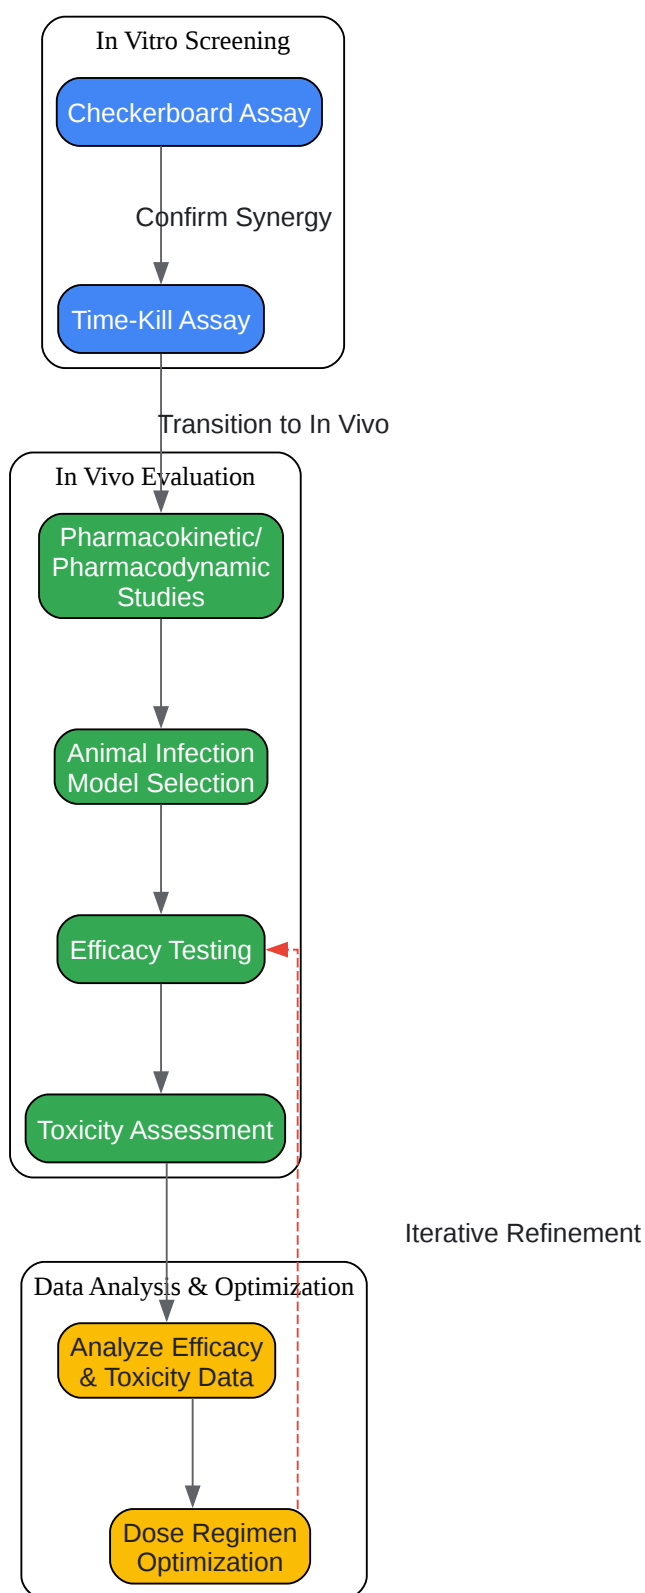 In Vitro Screening
Checkerboard Assay
Confirm Synergy
Time-Kill Assay
Transition to In Vivo
In Vivo Evaluation
Pharmacokinetic/
Pharmacodynamic
Studies
Animal Infection
Model Selection
Efficacy Testing
Toxicity Assessment
Iterative Refinement
Data Analysis & Optimization
Analyze Efficacy
& Toxicity Data
Dose Regimen
Optimization